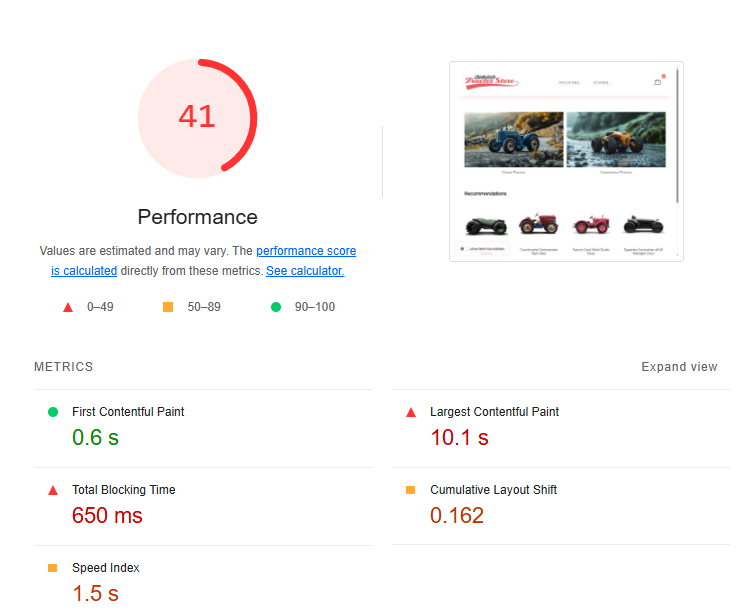 41
Performance
Values are estimated and may vary. The performance score
is calculated directly from these metrics. See calculator.
0–49
50–89
90–100
Tractor Store
MACHINES
STORES
Recommendations
METRICS
Expand view
First Contentful Paint
0.6 s
Largest Contentful Paint
10.1 s
Total Blocking Time
650 ms
Cumulative Layout Shift
0.162
Speed Index
1.5 s